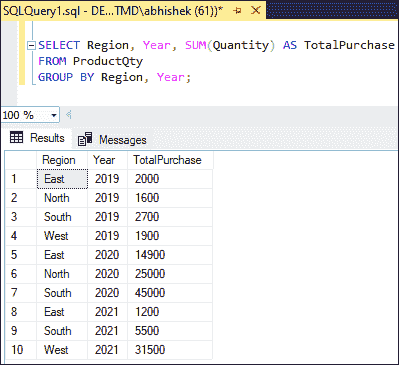 SQLQuery1.sql - DE...TMD\abhishek (61))*
SELECT Region, Year, SUM(Quantity) AS TotalPurchase
FROM ProductQty
GROUP BY Region, Year;
100 %
Results Messages
Region Year TotalPurchase
1 East 2019 2000
2 North 2019 1600
3 South 2019 2700
4 West 2019 1900
5 East 2020 14900
6 North 2020 25000
7 South 2020 45000
8 East 2021 1200
9 South 2021 5500
10 West 2021 31500